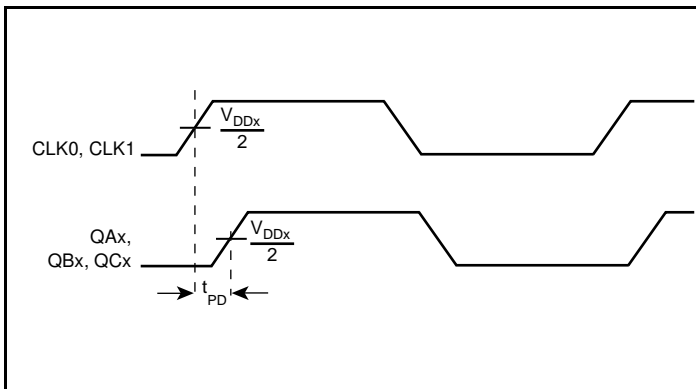 V_DDx
2
CLK0, CLK1
QAx,
QBx, QCx
V_DDx
2
t_PD